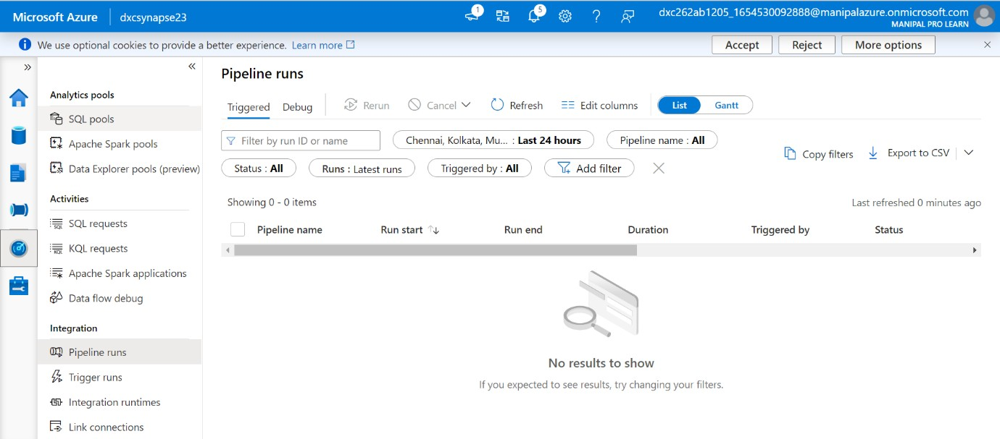 Microsoft Azure
dxcsynapse23
1
5
dxc262ab1205_1654530092888@manipalazure.onmicrosoft.com
MANIPAL PRO LEARN
We use optional cookies to provide a better experience. Learn more
Accept
Reject
More options
Analytics pools
SQL pools
Apache Spark pools
Data Explorer pools (preview)
Activities
SQL requests
KQL requests
Apache Spark applications
Data flow debug
Integration
Pipeline runs
Trigger runs
Integration runtimes
Link connections
Pipeline runs
Triggered Debug Rerun Cancel Refresh Edit columns List Gantt
Filter by run ID or name
Chennai, Kolkata, Mu... : Last 24 hours
Pipeline name : All
Status : All
Runs : Latest runs
Triggered by : All
Add filter
Copy filters
Export to CSV
Showing 0 - 0 items
Last refreshed 0 minutes ago
Pipeline name Run start Run end Duration Triggered by Status
No results to show
If you expected to see results, try changing your filters.